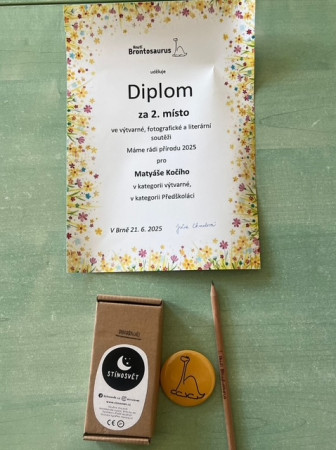 Hnutí
Brontosaurus
uděluje
Diplom
za 2. místo
ve výtvarné, fotografické a literární
soutěži
Máme rádi přírodu 2025
pro
Matyáše Kočího
v kategorii výtvarné,
v kategorii Předškoláci
V Brně 21. 6. 2025
STÍNOSVĚT